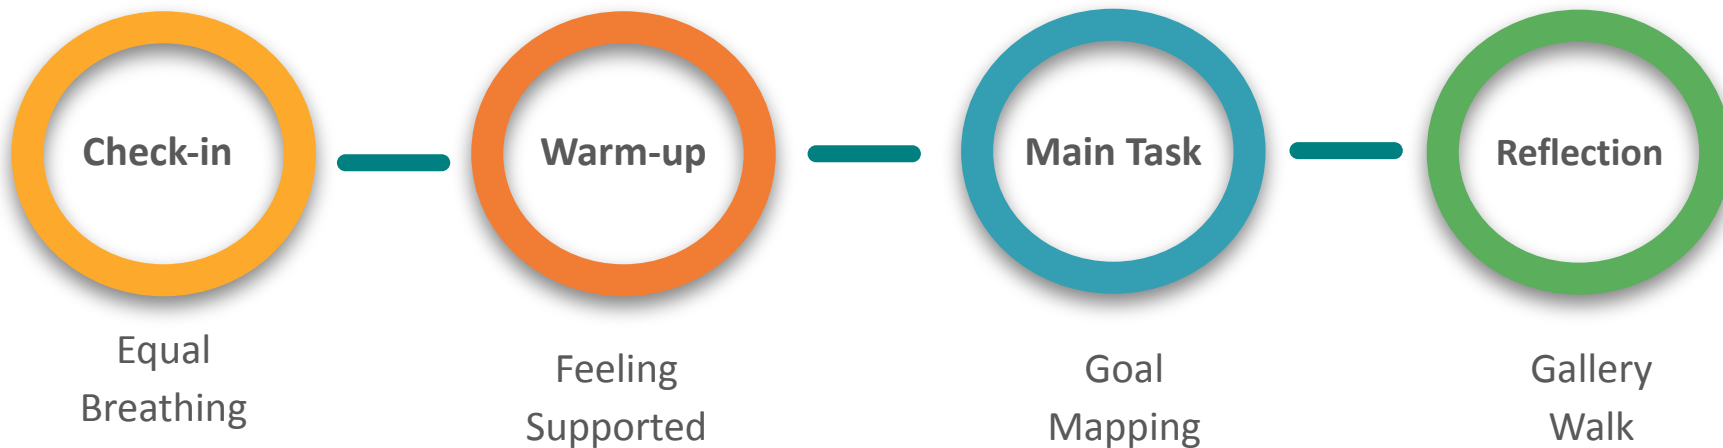 Check-in
Warm-up
Main Task
Reflection
Equal
Breathing
Feeling
Supported
Goal
Mapping
Gallery
Walk